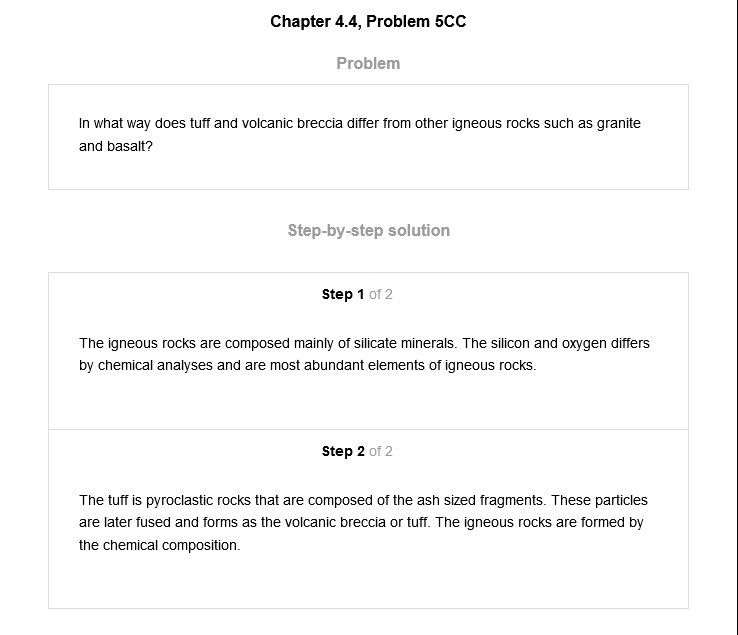 Chapter 4.4, Problem 5CC
Problem
In what way does tuff and volcanic breccia differ from other igneous rocks such as granite
and basalt?
Step-by-step solution
Step 1 of 2
The igneous rocks are composed mainly of silicate minerals. The silicon and oxygen differs
by chemical analyses and are most abundant elements of igneous rocks.
Step 2 of 2
The tuff is pyroclastic rocks that are composed of the ash sized fragments. These particles
are later fused and forms as the volcanic breccia or tuff. The igneous rocks are formed by
the chemical composition.